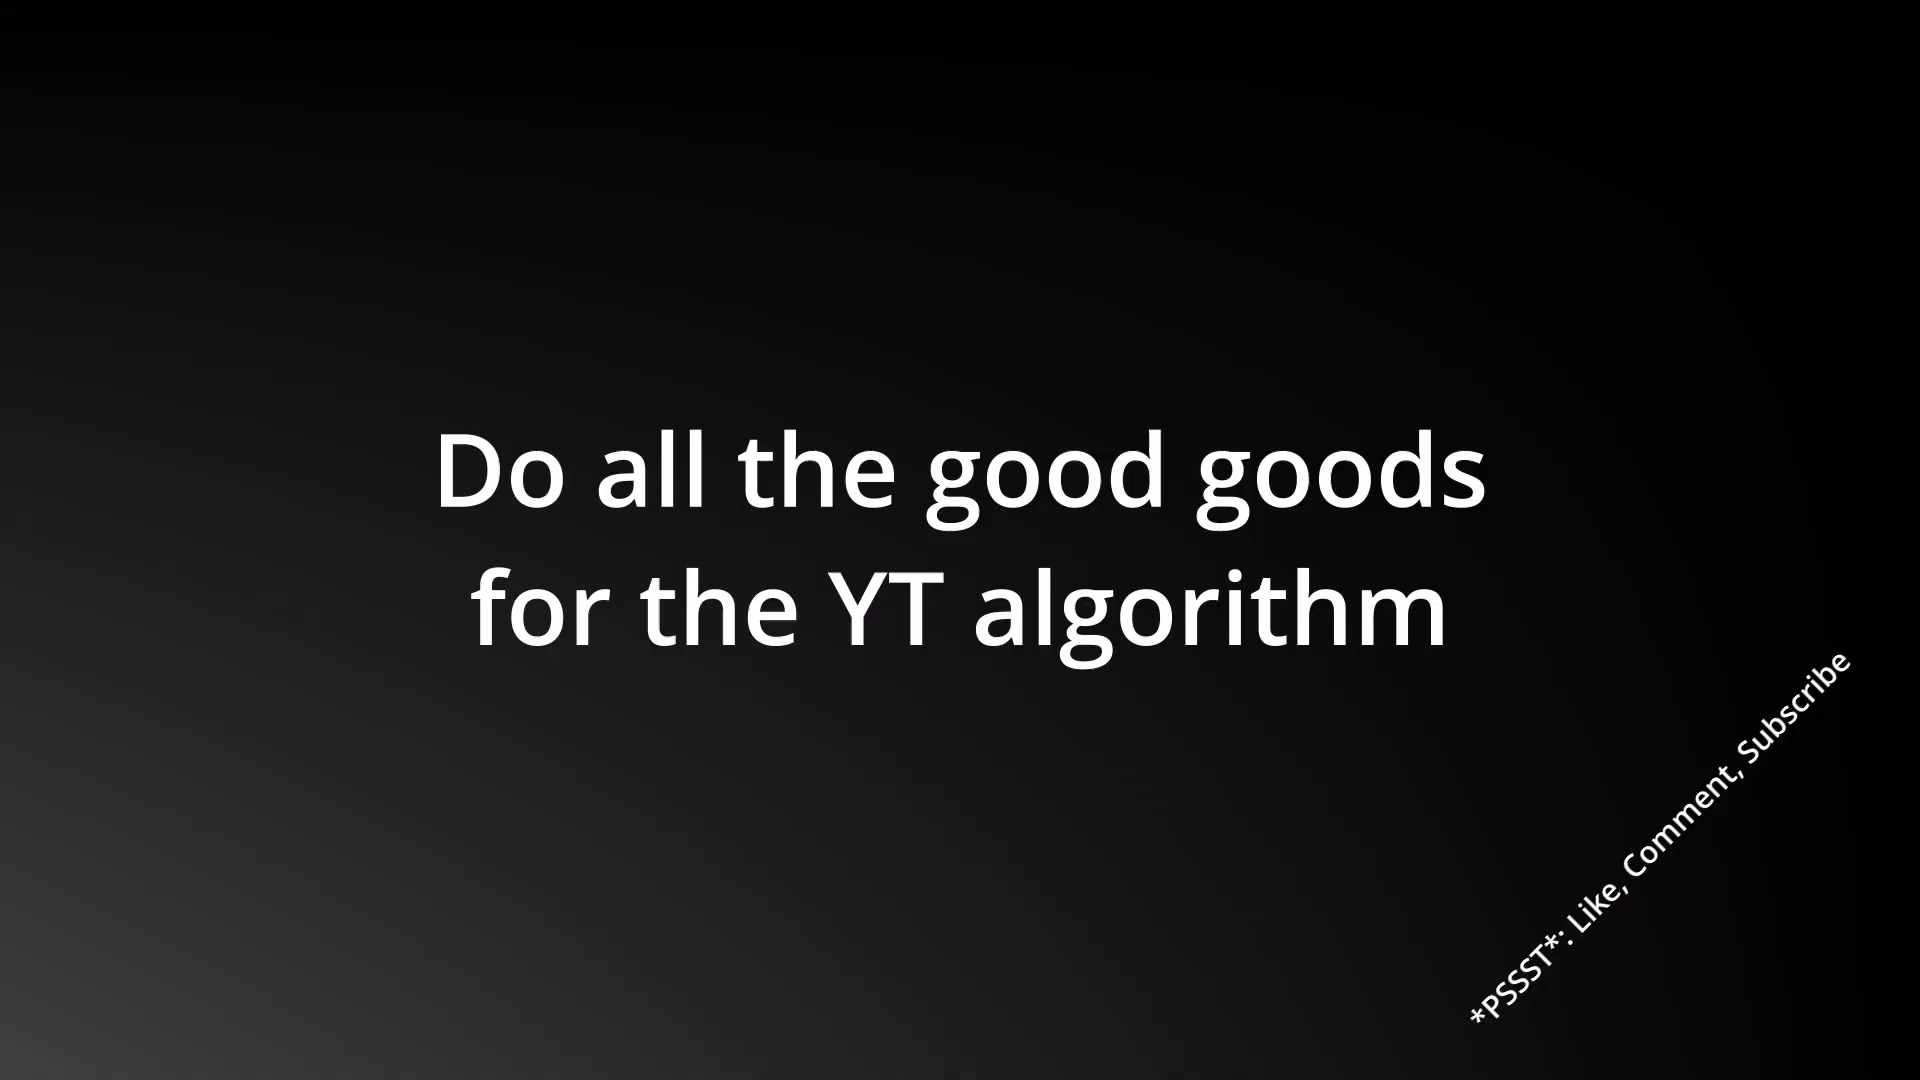 Do all the good goods
for the YT algorithm
*PSSST*: Like, Comment, Subscribe